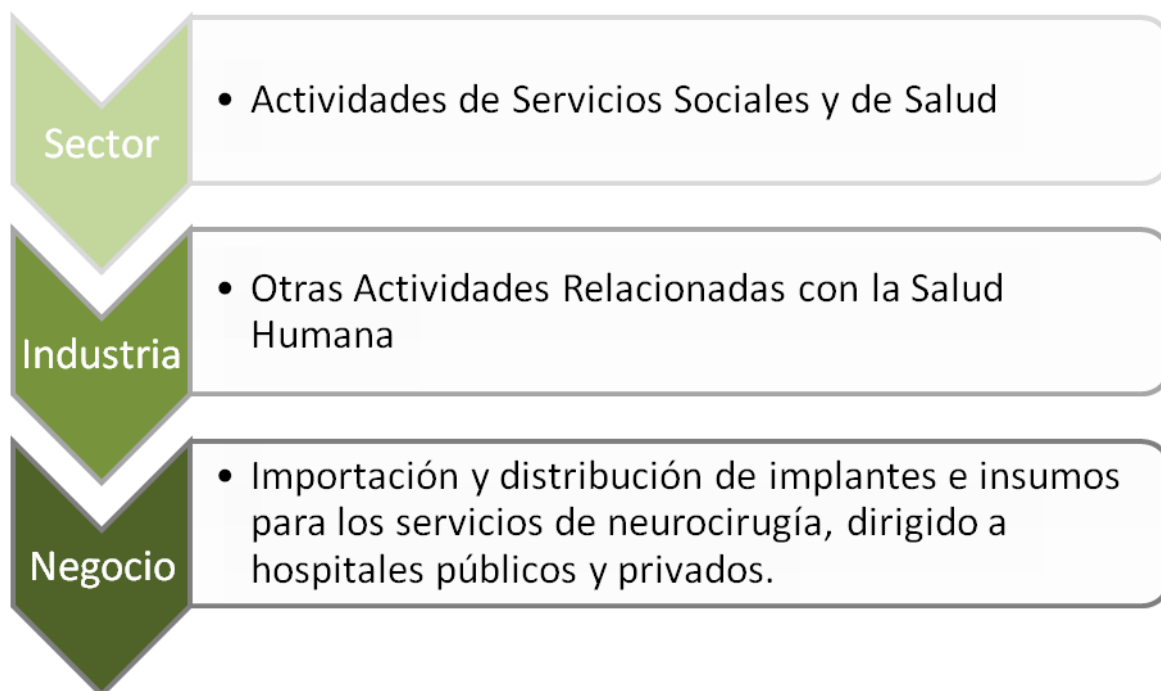 Sector
• Actividades de Servicios Sociales y de Salud
Industria
• Otras Actividades Relacionadas con la Salud
Humana
Negocio
• Importación y distribución de implantes e insumos
para los servicios de neurocirugía, dirigido a
hospitales públicos y privados.